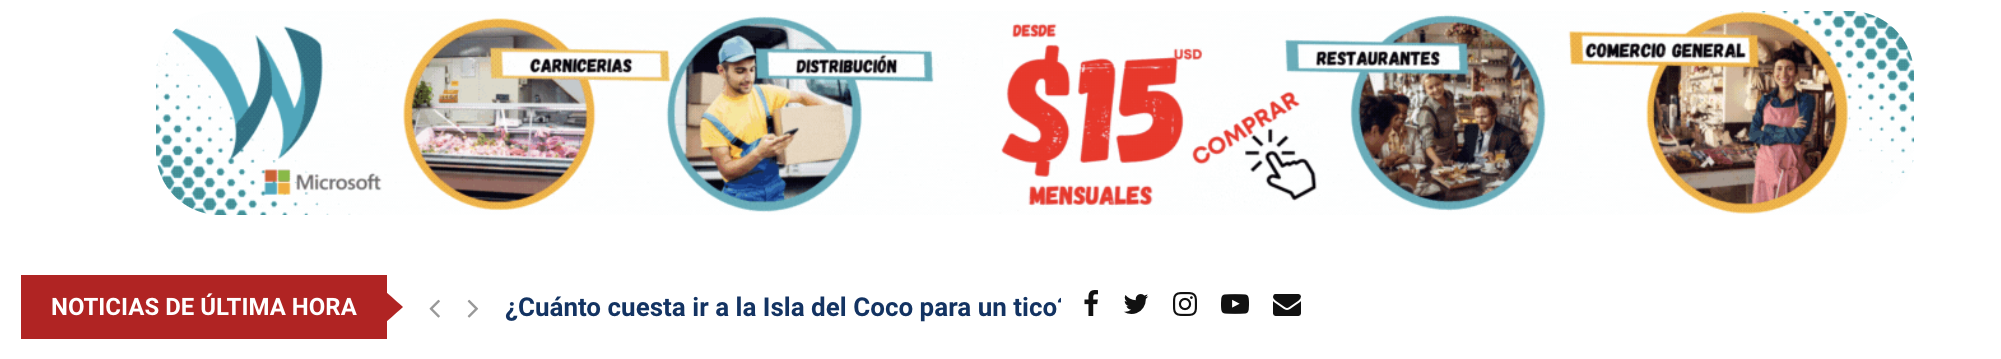 CARNICERIAS
DISTRIBUCIÓN
DESDE
$15 USD
MENSUALES
COMPRAR
RESTAURANTES
COMERCIO GENERAL
Microsoft
NOTICIAS DE ÚLTIMA HORA
¿Cuánto cuesta ir a la Isla del Coco para un tico